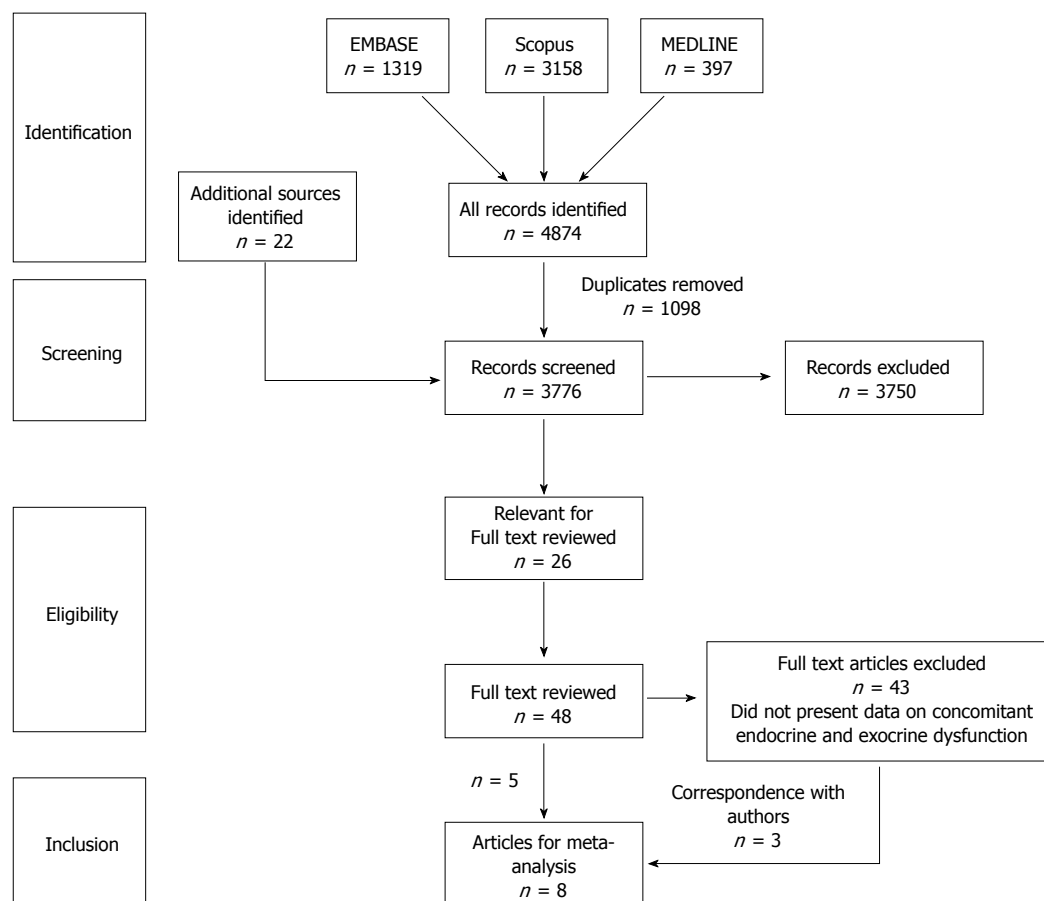 Identification
EMBASE
n = 1319
Scopus
n = 3158
MEDLINE
n = 397
Additional sources
identified
n = 22
All records identified
n = 4874
Duplicates removed
n = 1098
Screening
Records screened
n = 3776
Records excluded
n = 3750
Eligibility
Relevant for
Full text reviewed
n = 26
Full text reviewed
n = 48
Full text articles excluded
n = 43
Did not present data on concomitant
endocrine and exocrine dysfunction
Inclusion
n = 5
Correspondence with
authors
n = 3
Articles for meta-
analysis
n = 8